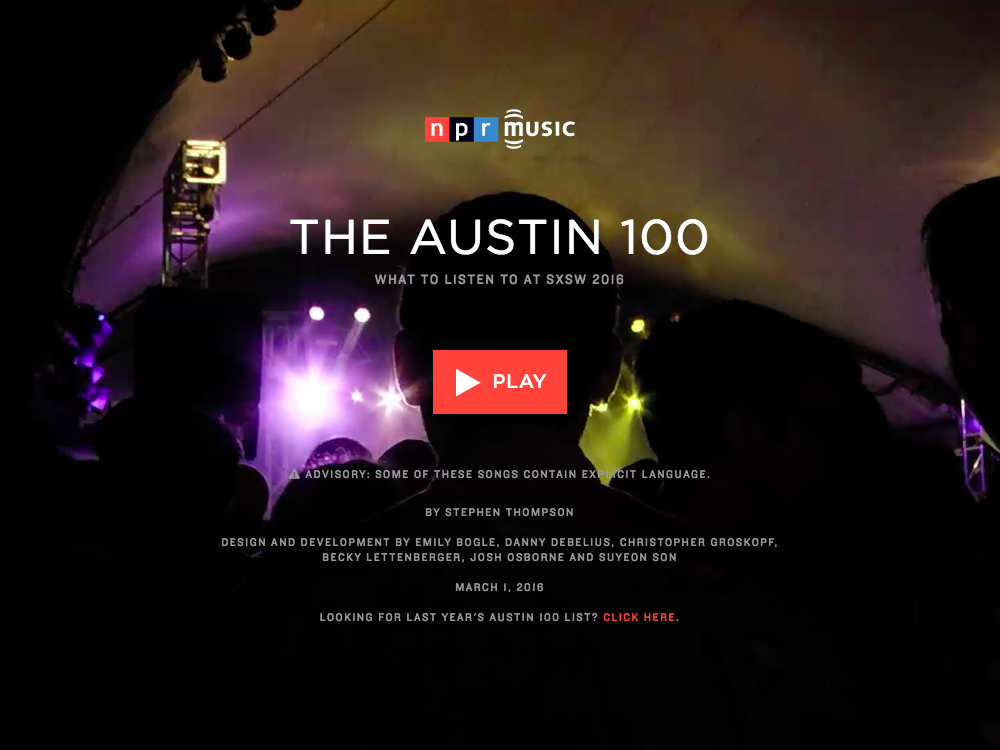 npr music
THE AUSTIN 100
WHAT TO LISTEN TO AT SXSW 2016
PLAY
ADVISORY: SOME OF THESE SONGS CONTAIN EXPLICIT LANGUAGE.
BY STEPHEN THOMPSON
DESIGN AND DEVELOPMENT BY EMILY BOGLE, DANNY DEBELIUS, CHRISTOPHER GROSKOPF,
BECKY LETTENBERGER, JOSH OSBORNE AND SUYEON SON
MARCH 1, 2016
LOOKING FOR LAST YEAR'S AUSTIN 100 LIST? CLICK HERE.